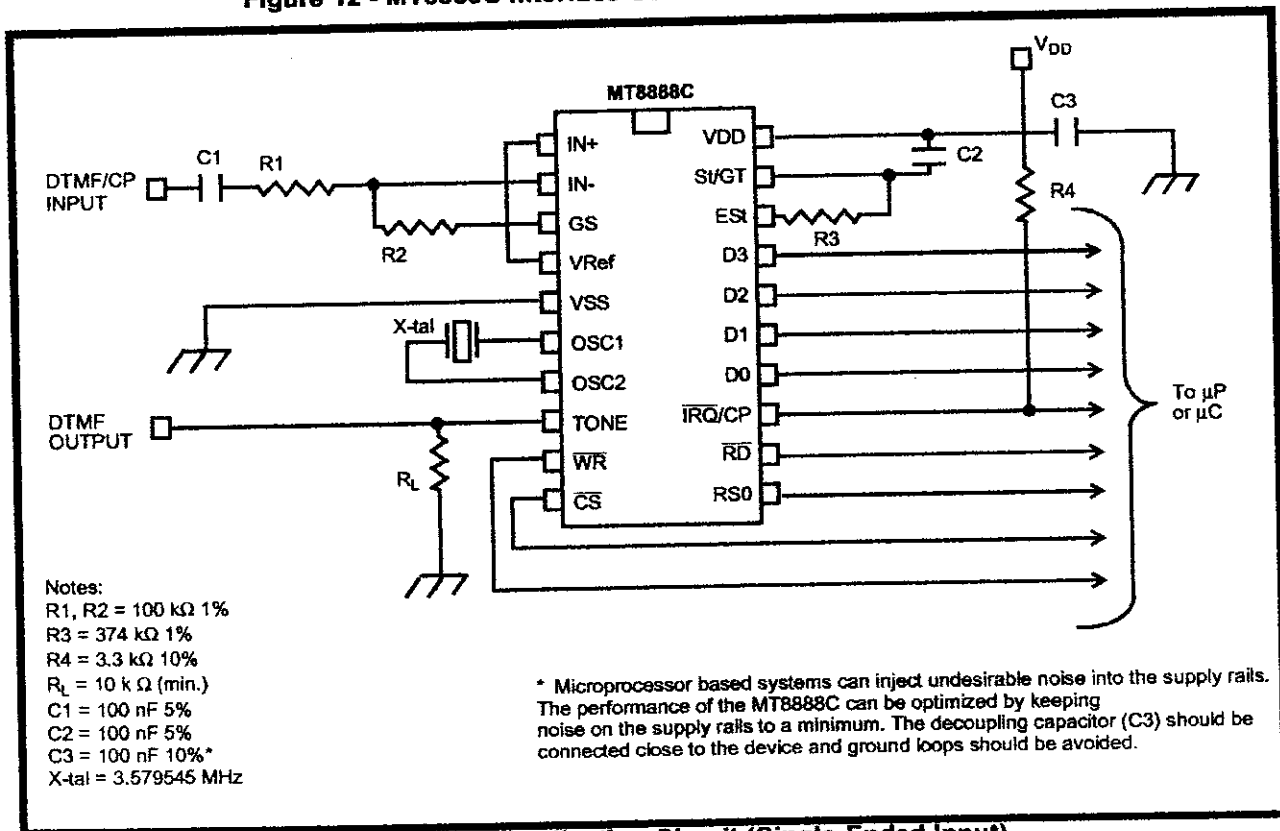 MT8888C
VDD
C3
C1
R1
DTMF/CP
INPUT
R2
IN+
IN-
GS
VRef
VSS
OSC1
OSC2
TONE
WR
CS
VDD
St/GT
ESt
D3
D2
D1
D0
IRQ/CP
RD
RS0
C2
R3
R4
X-tal
DTMF
OUTPUT
RL
To µP
or µC
Notes:
R1, R2 = 100 kΩ 1%
R3 = 374 kΩ 1%
R4 = 3.3 kΩ 10%
RL = 10 k Ω (min.)
C1 = 100 nF 5%
C2 = 100 nF 5%
C3 = 100 nF 10%*
X-tal = 3.579545 MHz
* Microprocessor based systems can inject undesirable noise into the supply rails.
The performance of the MT8888C can be optimized by keeping
noise on the supply rails to a minimum. The decoupling capacitor (C3) should be
connected close to the device and ground loops should be avoided.
(Single-Ended Input)